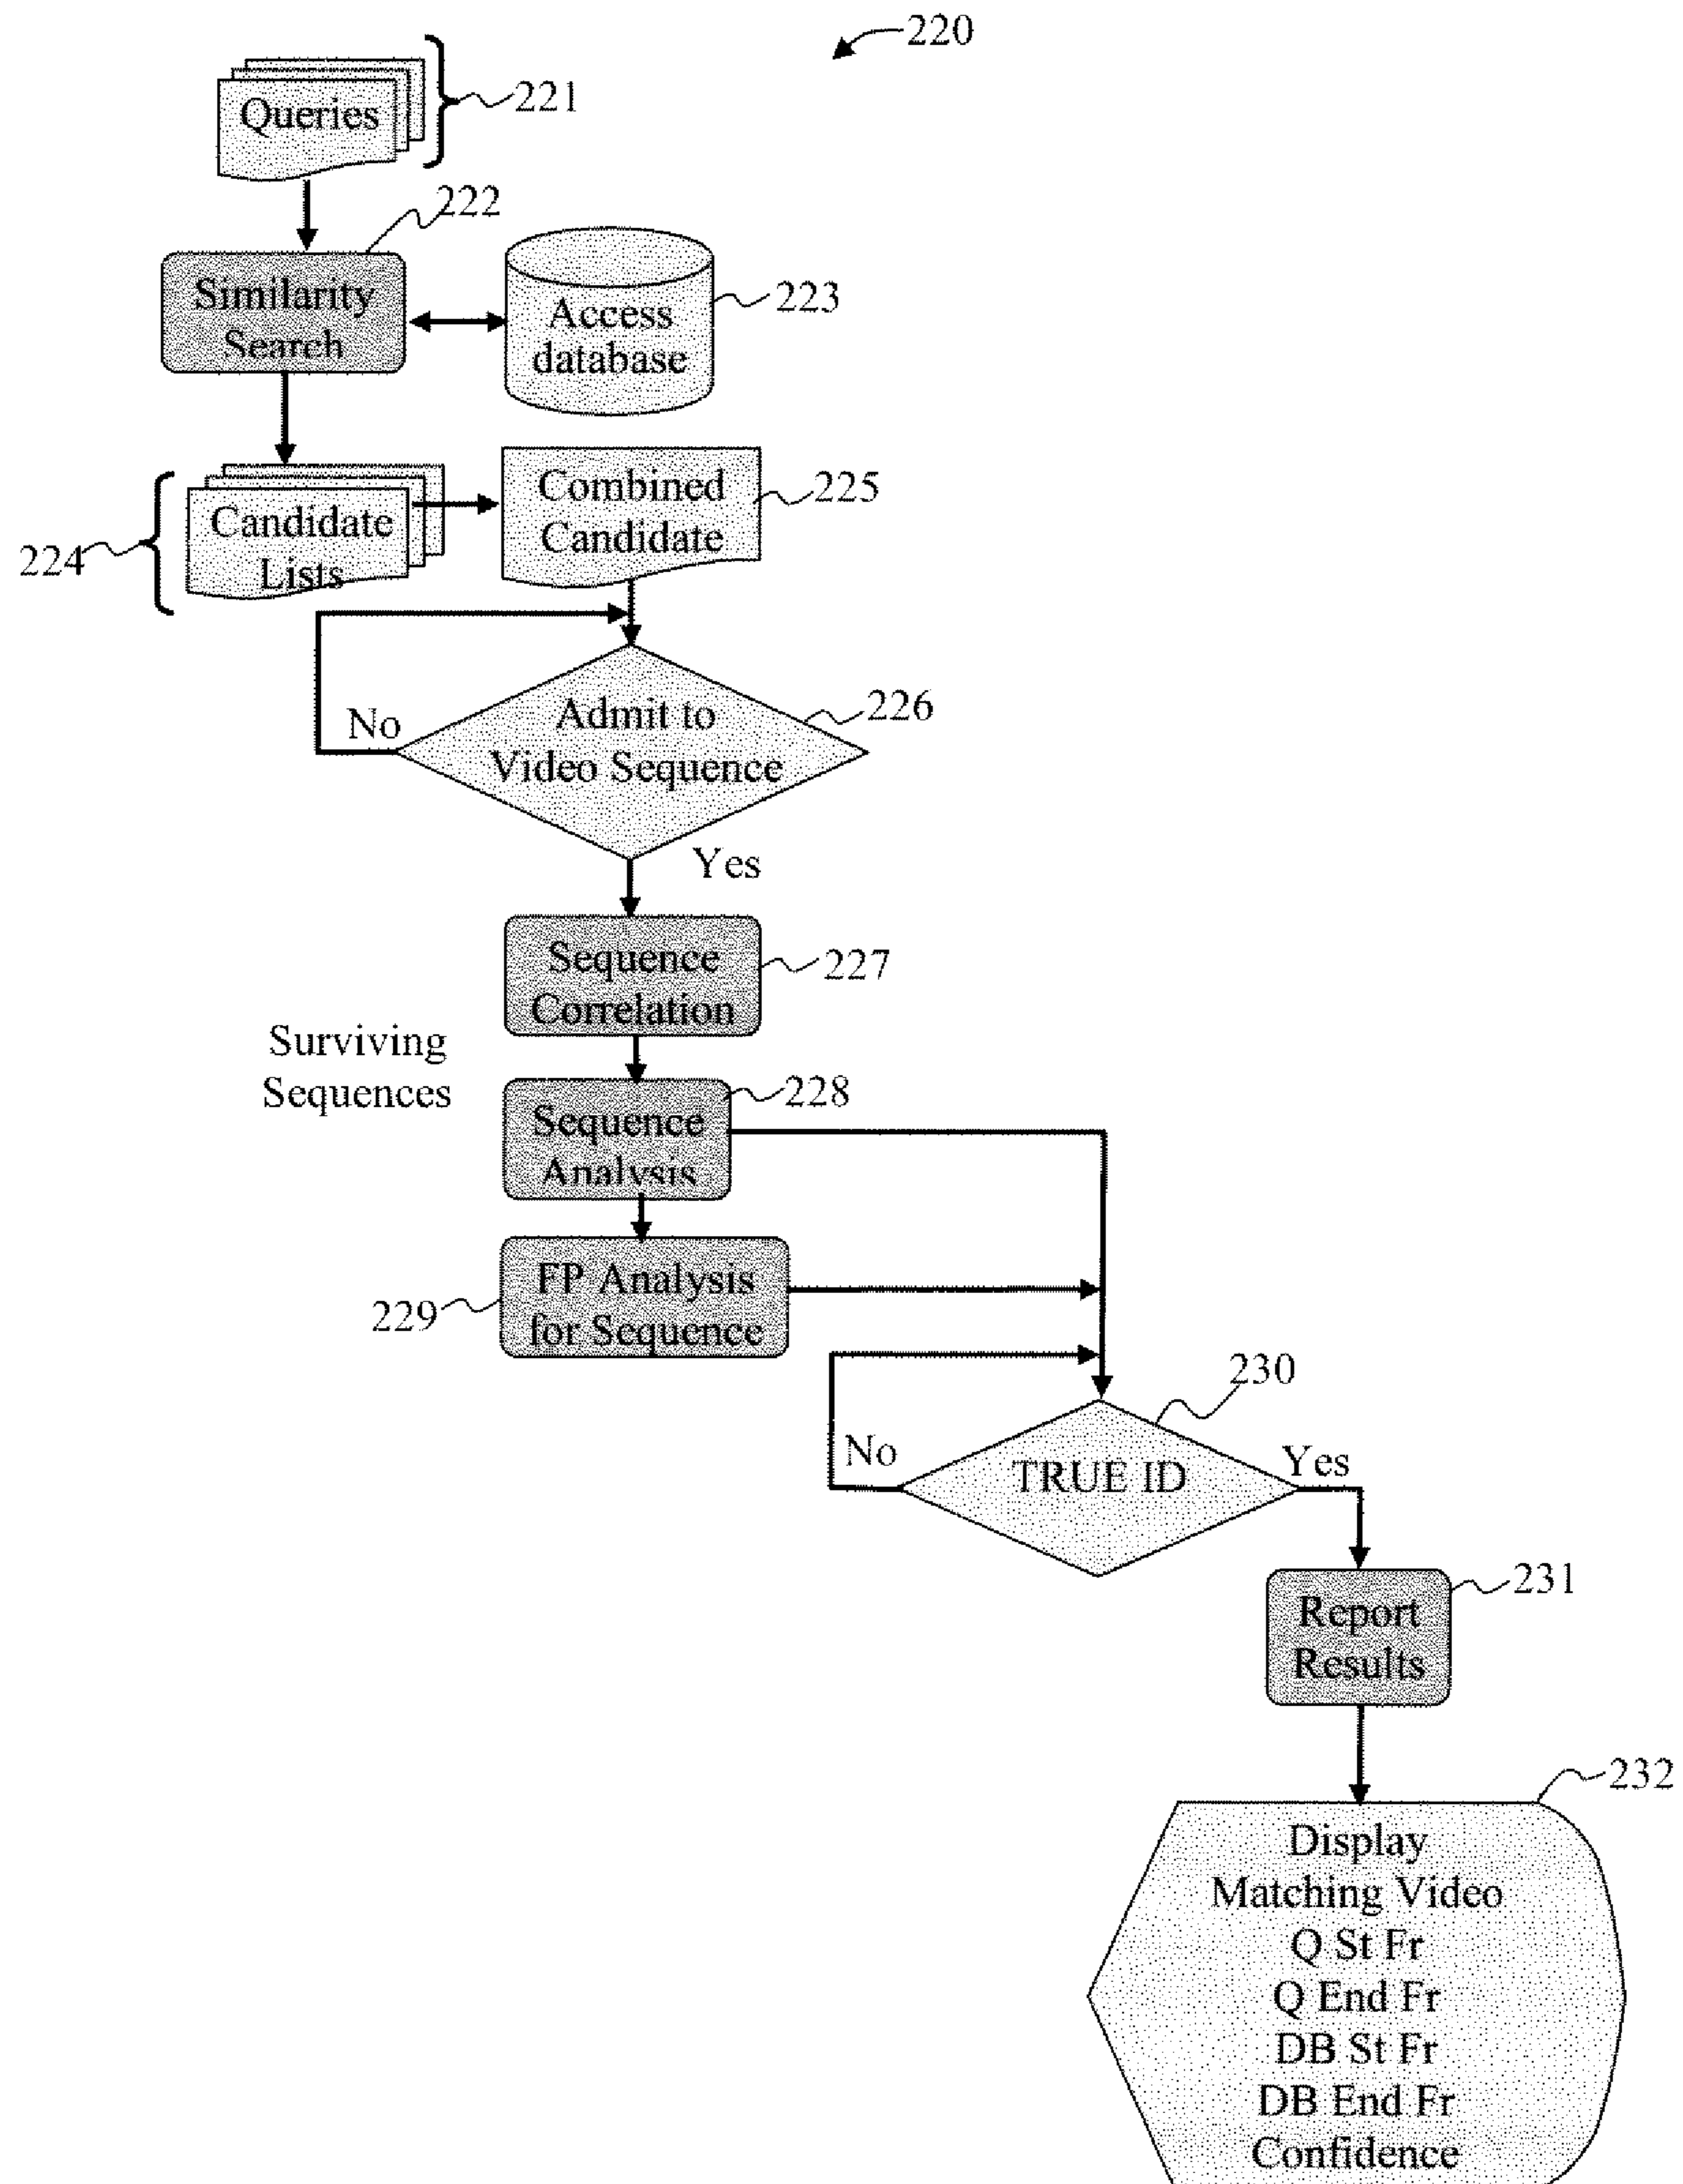 220
Queries
221
222
Similarity
Search
Access
database
223
224
Candidate
Lists
Combined
Candidate
225
No
Admit to
Video Sequence
226
Yes
Sequence
Correlation
227
Surviving
Sequences
Sequence
Analysis
228
FP Analysis
for Sequence
229
230
No
TRUE ID
Yes
Report
Results
231
232
Display
Matching Video
Q St Fr
Q End Fr
DB St Fr
DB End Fr
Confidence